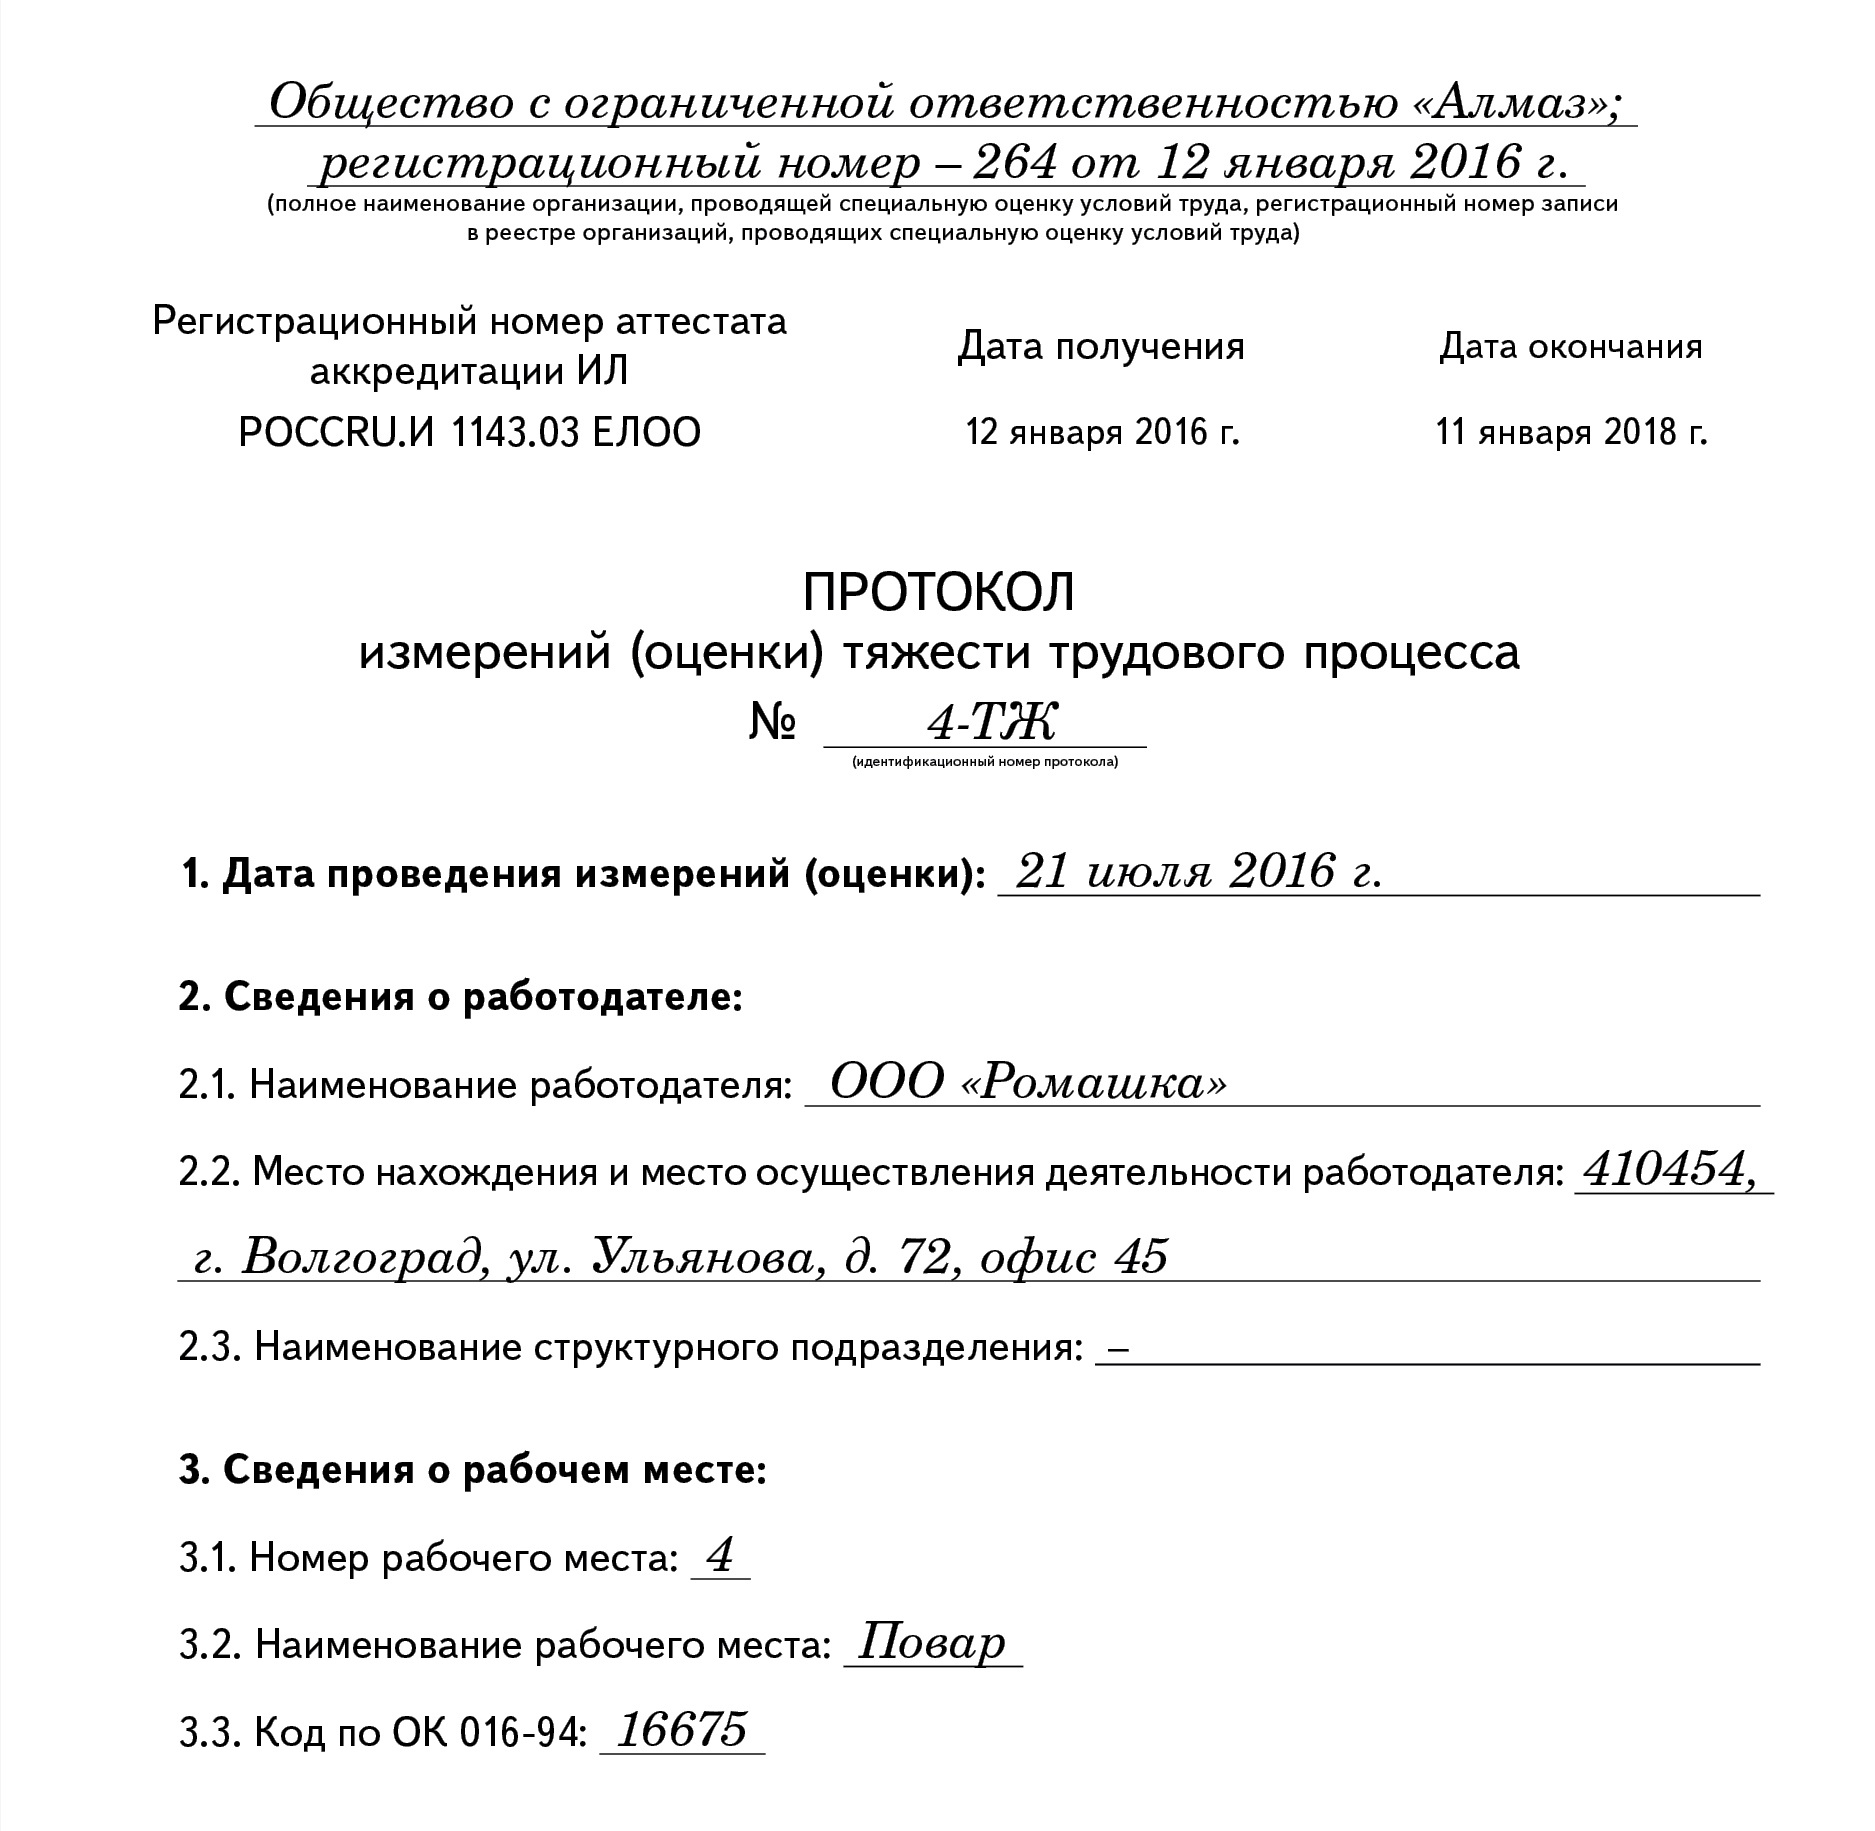 Общество с ограниченной ответственностью «Алмаз»;
регистрационный номер – 264 от 12 января 2016 г.
(полное наименование организации, проводящей специальную оценку условий труда, регистрационный номер записи
в реестре организаций, проводящих специальную оценку условий труда)
Регистрационный номер аттестата
аккредитации ИЛ
Дата получения
Дата окончания
РОССRU.И 1143.03 ЕЛОО
12 января 2016 г.
11 января 2018 г.
ПРОТОКОЛ
измерений (оценки) тяжести трудового процесса
№ 4-ТЖ
(идентификационный номер протокола)
1. Дата проведения измерений (оценки): 21 июля 2016 г.
2. Сведения о работодателе:
2.1. Наименование работодателя: ООО «Ромашка»
2.2. Место нахождения и место осуществления деятельности работодателя: 410454,
г. Волгоград, ул. Ульянова, д. 72, офис 45
2.3. Наименование структурного подразделения: –
3. Сведения о рабочем месте:
3.1. Номер рабочего места: 4
3.2. Наименование рабочего места: Повар
3.3. Код по ОК 016-94: 16675